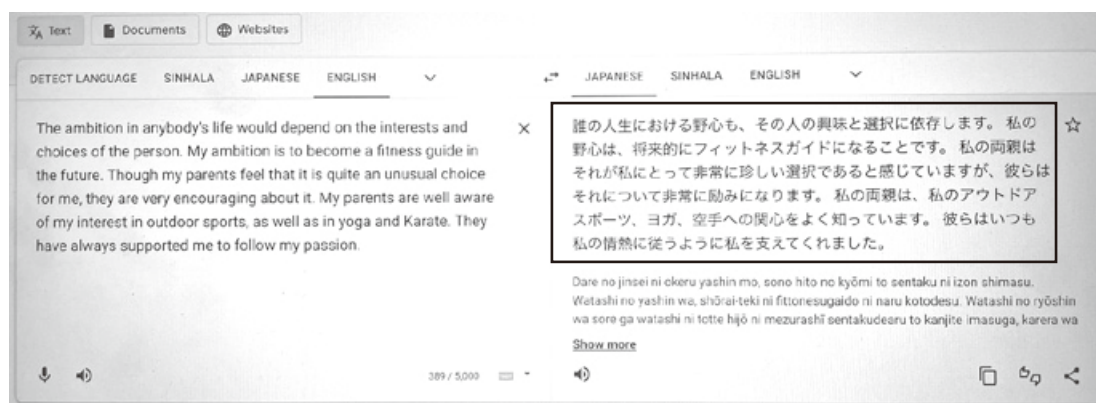 Text Documents Websites
DETECT LANGUAGE SINHALA JAPANESE ENGLISH
JAPANESE SINHALA ENGLISH
The ambition in anybody's life would depend on the interests and
choices of the person. My ambition is to become a fitness guide in
the future. Though my parents feel that it is quite an unusual choice
for me, they are very encouraging about it. My parents are well aware
of my interest in outdoor sports, as well as in yoga and Karate. They
have always supported me to follow my passion.
389 / 5,000
誰の人生における野心も、その人の興味と選択に依存します。 私の
野心は、将来的にフィットネスガイドになることです。 私の両親は
それが私にとって非常に珍しい選択であると感じていますが、彼らは
それについて非常に励みになります。 私の両親は、私のアウトドア
スポーツ、ヨガ、空手への関心をよく知っています。 彼らはいつも
私の情熱に従うように私を支えてくれました。
Dare no jinsei ni okeru yashin mo, sono hito no kyōmi to sentaku ni izon shimasu.
Watashi no yashin wa, shōrai-teki ni fittonesugaido ni naru kotodesu. Watashi no ryōshin
wa sore ga watashi ni totte hijō ni mezurashī sentakudearu to kanjite imasuga, karera wa
Show more